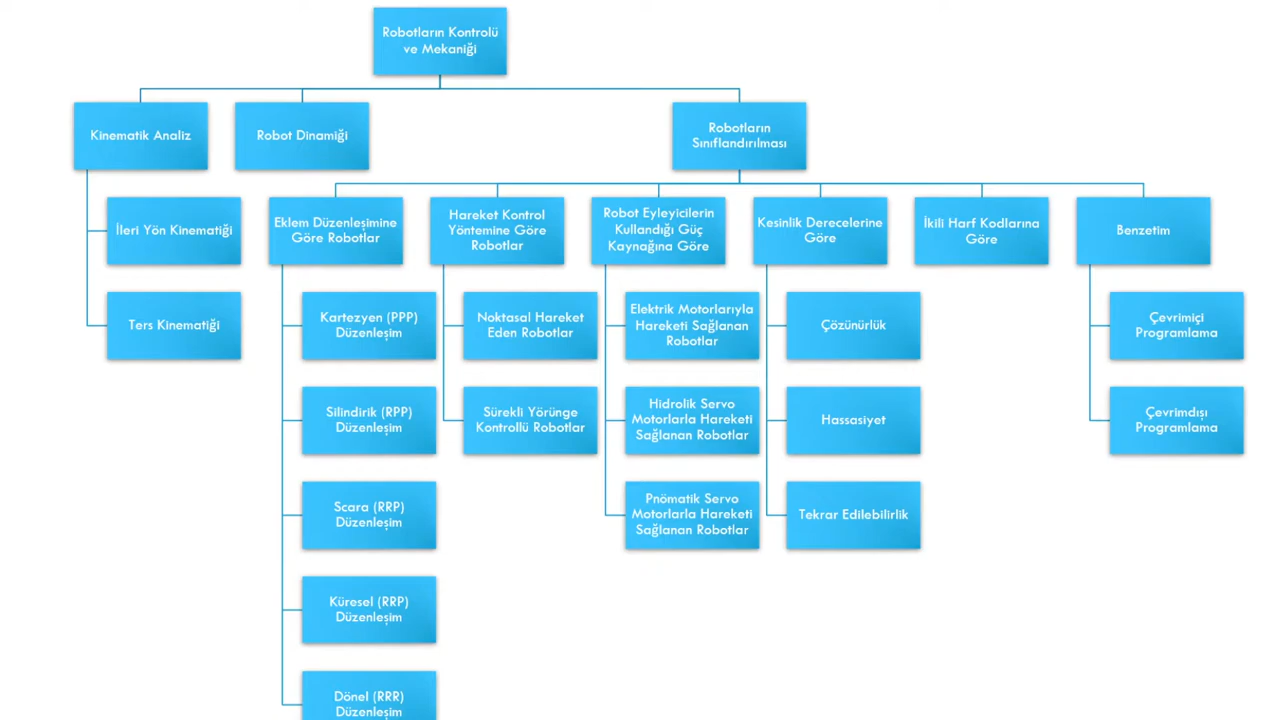 Robotların Kontrolü
ve Mekaniği
Kinematik Analiz
Robot Dinamiği
Robotların
Sınıflandırılması
İleri Yön Kinematiği
Ters Kinematiği
Eklem Düzenleşimine
Göre Robotlar
Kartezyen (PPP)
Düzenleşim
Silindirik (RPP)
Düzenleşim
Scara (RRP)
Düzenleşim
Küresel (RRP)
Düzenleşim
Dönel (RRR)
Düzenleşim
Hareket Kontrol
Yöntemine Göre
Robotlar
Noktasal Hareket
Eden Robotlar
Sürekli Yörünge
Kontrollü Robotlar
Robot Eyleyicilerin
Kullandığı Güç
Kaynağına Göre
Elektrik Motorlarıyla
Hareketi Sağlanan
Robotlar
Hidrolik Servo
Motorlarla Hareketi
Sağlanan Robotlar
Pnömatik Servo
Motorlarla Hareketi
Sağlanan Robotlar
Kesinlik Derecelerine
Göre
Çözünürlük
Hassasiyet
Tekrar Edilebilirlik
İkili Harf Kodlarına
Göre
Benzetim
Çevrimiçi
Programlama
Çevrimdışı
Programlama